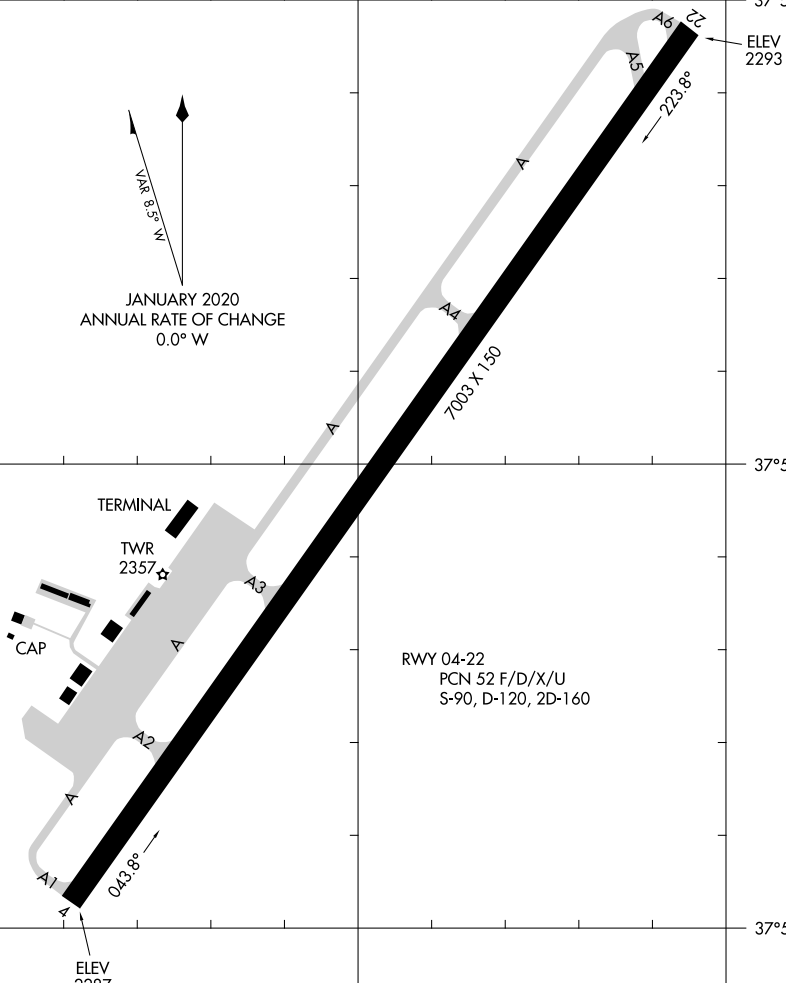 37°5
22
A6
ELEV
2293
A5
223.8°
A
VAR 8.5° W
JANUARY 2020
ANNUAL RATE OF CHANGE
0.0° W
A4
7003 X 150
A
37°5
TERMINAL
TWR
2357
A3
CAP
A
RWY 04-22
PCN 52 F/D/X/U
S-90, D-120, 2D-160
A2
A
043.8°
A1
4
37°5
ELEV